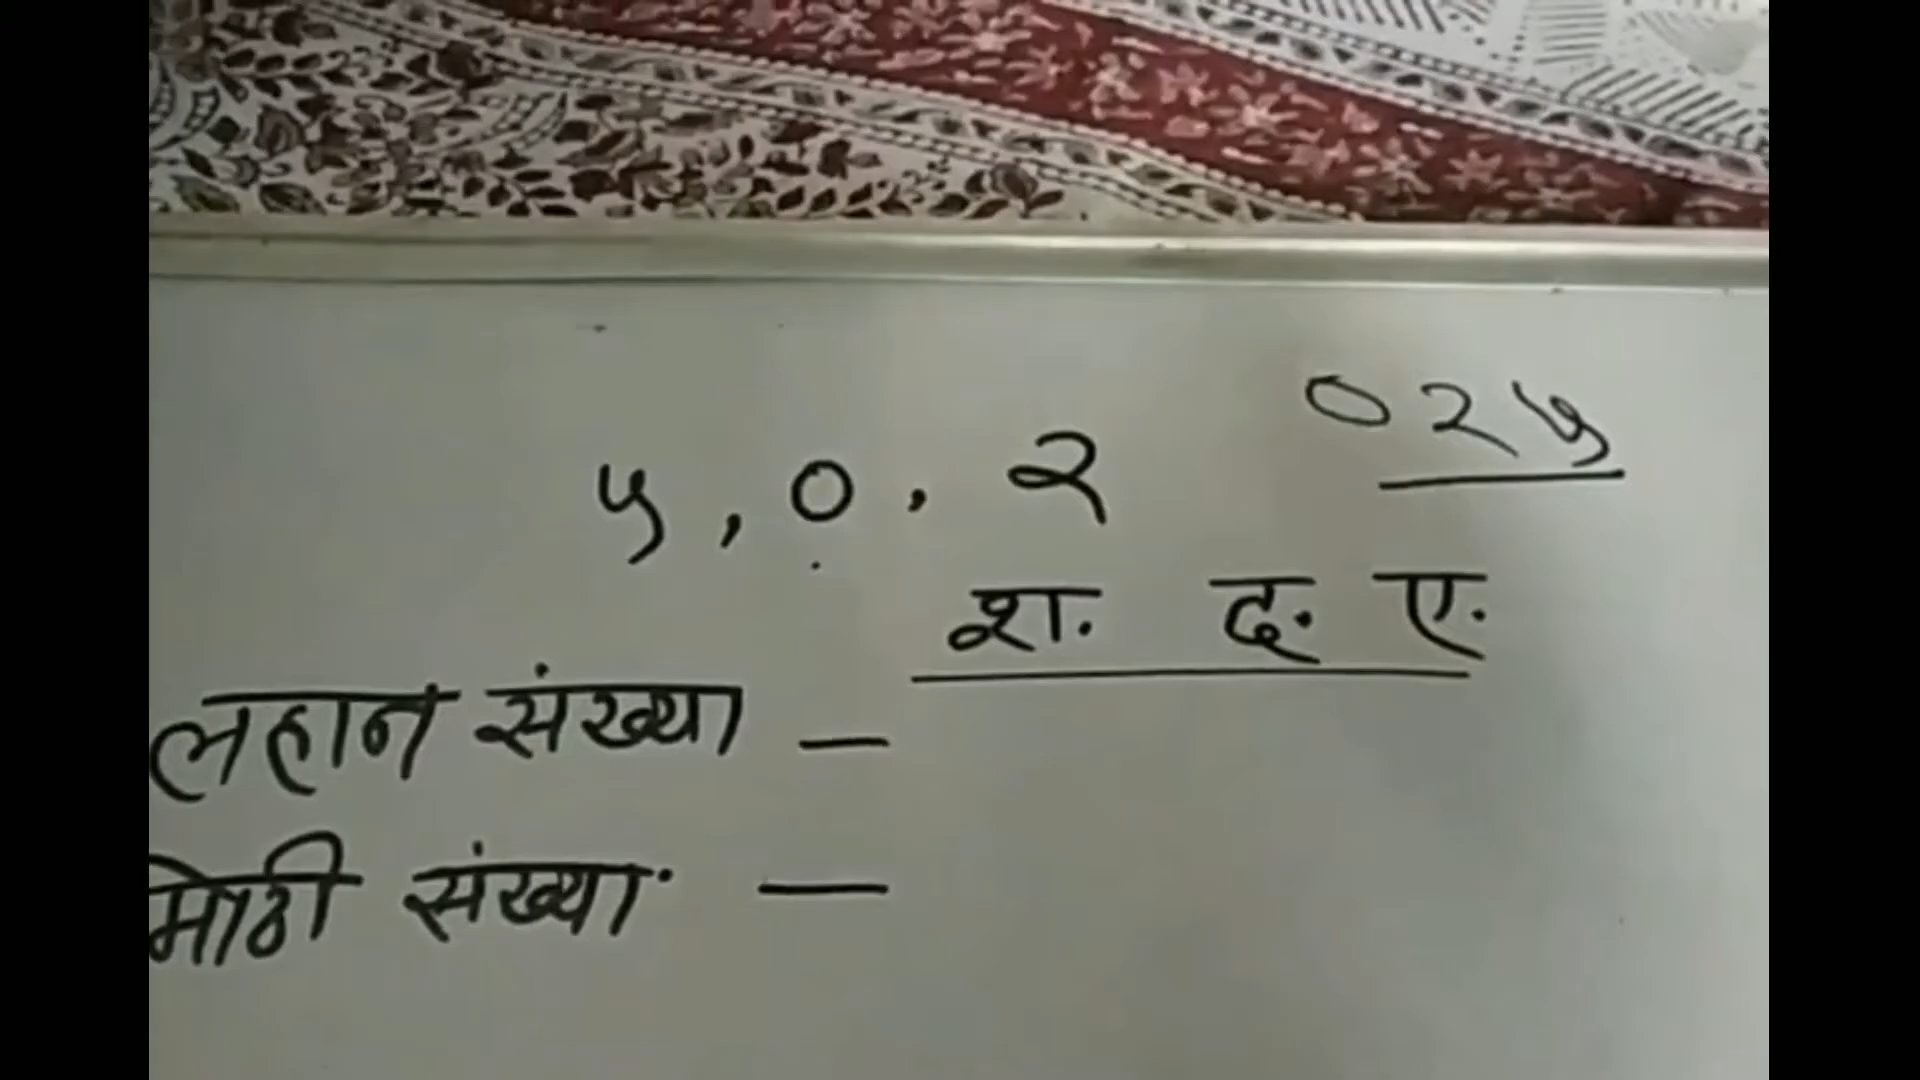 ०२५
५, ०, २
श. द. ए.
लहान संख्या —
मोठी संख्या —